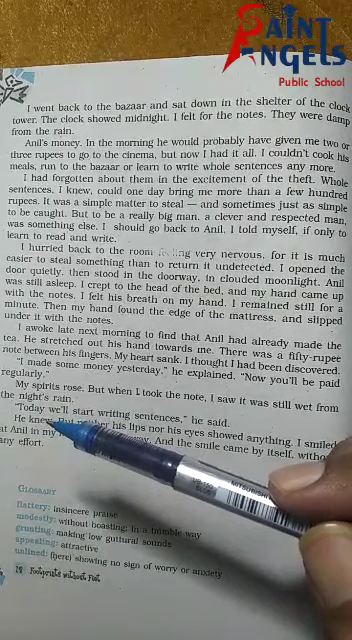 SAINT
ANGELS
Public School
I went back to the bazaar and sat down in the shelter of the clock
tower. The clock showed midnight. I felt for the notes. They were damp
from the rain.
Anil's money. In the morning he would probably have given me two or
three rupees to go to the cinema, but now I had it all. I couldn't cook his
meals, run to the bazaar or learn to write whole sentences any more.
I had forgotten about them in the excitement of the theft. Whole
sentences, I knew, could one day bring me more than a few hundred
rupees. It was a simple matter to steal — and sometimes just as simple
to be caught. But to be a really big man, a clever and respected man,
was something else. I should go back to Anil, I told myself, if only to
learn to read and write.
I hurried back to the room feeling very nervous, for it is much
easier to steal something than to return it undetected. I opened the
door quietly, then stood in the doorway, in clouded moonlight. Anil
was still asleep. I crept to the head of the bed, and my hand came up
with the notes. I felt his breath on my hand. I remained still for a
minute. Then my hand found the edge of the mattress, and slipped
under it with the notes.
I awoke late next morning to find that Anil had already made the
tea. He stretched out his hand towards me. There was a fifty-rupee
note between his fingers. My heart sank. I thought I had been discovered.
"I made some money yesterday," he explained. "Now you'll be paid
regularly."
My spirits rose. But when I took the note, I saw it was still wet from
the night's rain.
"Today we'll start writing sentences," he said.
He knew. But neither his lips nor his eyes showed anything. I smiled
at Anil in my way. And the smile came by itself, without
any effort.
MITSUBISHI
GLOSSARY
flattery: insincere praise
modestly: without boasting; in a humble way
grunting: making low guttural sounds
appealing: attractive
unlined: (here) showing no sign of worry or anxiety
Footprints without Feet